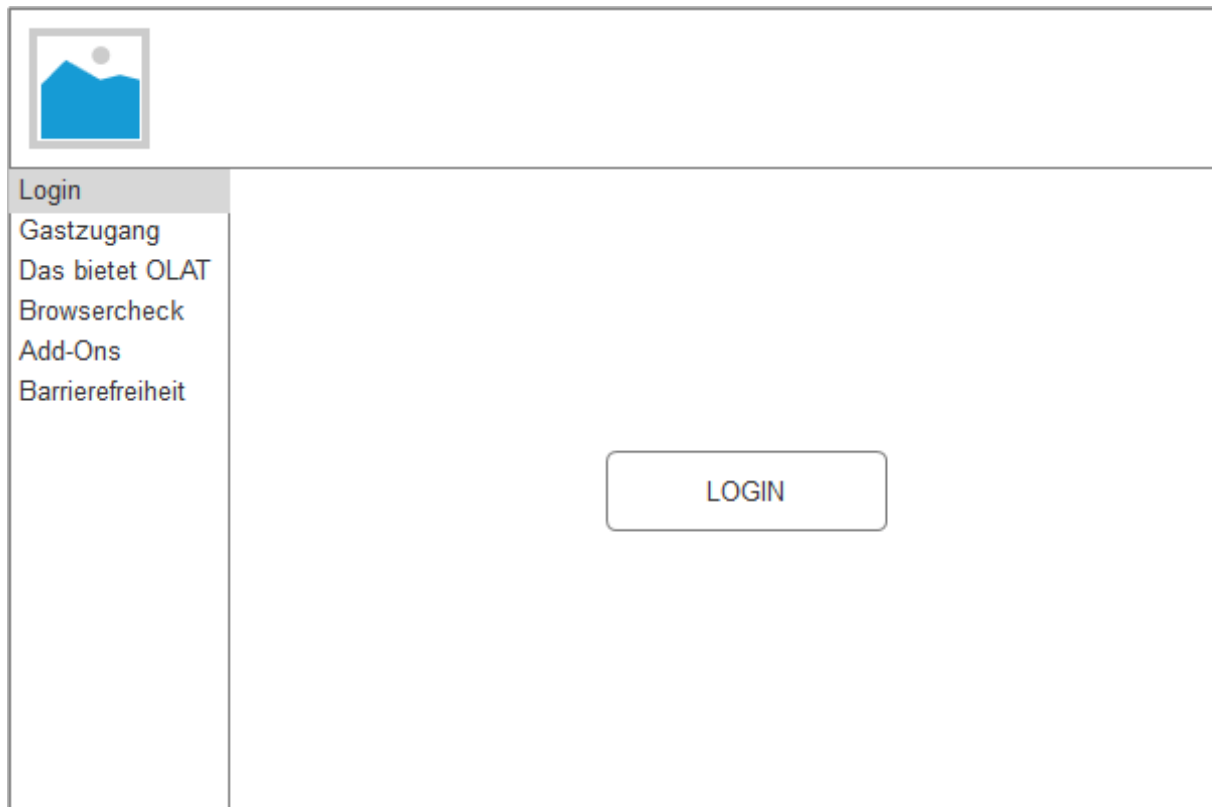 Login
Gastzugang
Das bietet OLAT
Browsercheck
Add-Ons
Barrierefreiheit
LOGIN